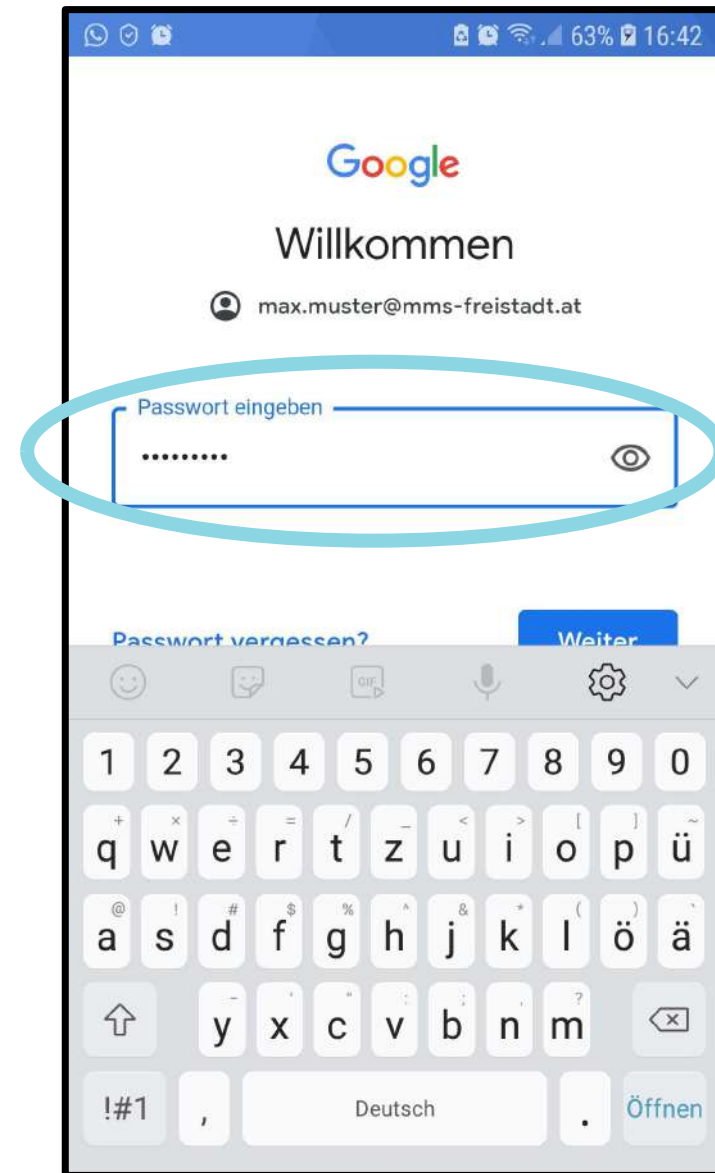 63% 16:42
Google
Willkommen
max.muster@mms-freistadt.at
Passwort eingeben
•••••••••
Passwort vergessen? Weiter
GIF
1 2 3 4 5 6 7 8 9 0
+ × ÷ = / _ < > [ ] ~
q w e r t z u i o p ü
@ ! # $ % ^ & * ( ) `
a s d f g h j k l ö ä
- ' " : ; , ?
y x c v b n m
!#1 , Deutsch . Öffnen